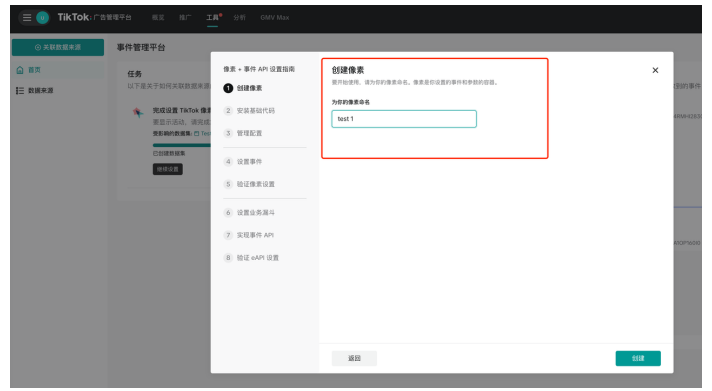 TikTok: 广告管理平台 概览 推广 工具 分析 GMV Max
关联数据来源
首页
数据来源
事件管理平台
任务
以下是关于如何关联数据来源
完成设置 TikTok 像素
要显示活动，请完成
受影响的数据集: Test
已创建数据集
继续设置
像素 + 事件 API 设置指南
1 创建像素
2 安装基础代码
3 管理配置
4 设置事件
5 验证像素设置
6 设置业务漏斗
7 实现事件 API
8 验证 eAPI 设置
创建像素
要开始使用，请为你的像素命名。像素是你设置的事件和参数的容器。
为你的像素命名
test 1
返回
创建
到的事件